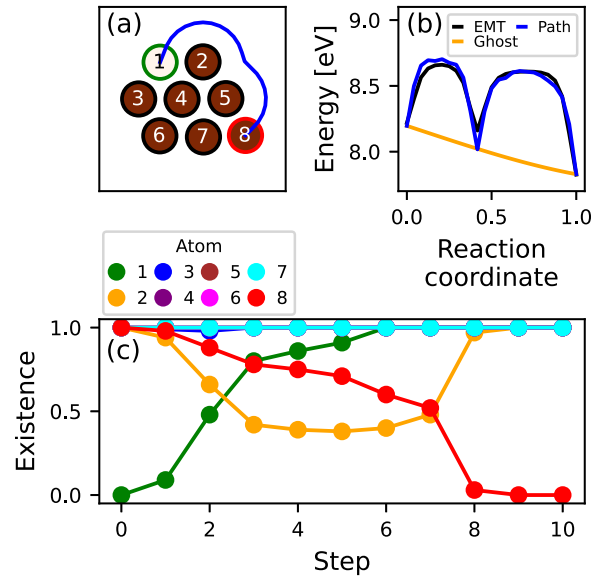 (a)
1 2
3 4 5
6 7 8
(b)
EMT Path
Ghost
Energy [eV]
9.0
8.5
8.0
0.0 0.5 1.0
Reaction
coordinate
Atom
1 3 5 7
2 4 6 8
(c)
Existence
1.0
0.5
0.0
0 2 4 6 8 10
Step